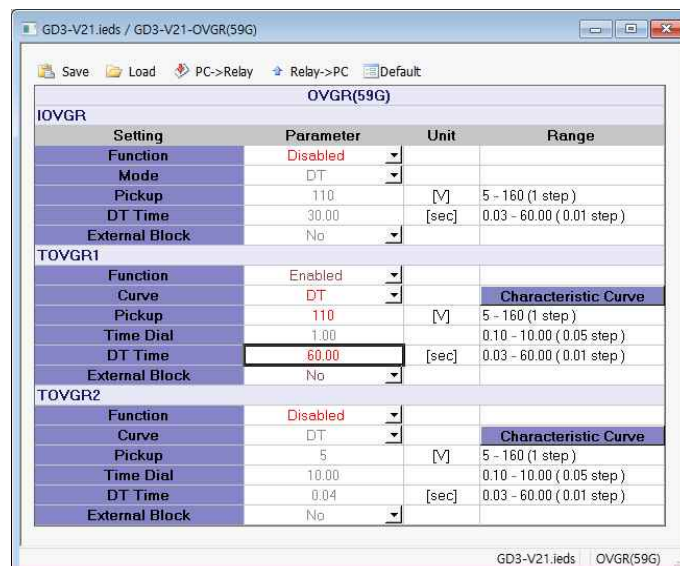 GD3-V21.ieds / GD3-V21-OVGR(59G)
Save Load PC->Relay Relay->PC Default
OVGR(59G)
IOVGR
Setting Parameter Unit Range
Function Disabled
Mode DT
Pickup 110 [V] 5 - 160 (1 step )
DT Time 30.00 [sec] 0.03 - 60.00 ( 0.01 step )
External Block No
TOVGR1
Function Enabled
Curve DT Characteristic Curve
Pickup 110 [V] 5 - 160 (1 step )
Time Dial 1.00 0.10 - 10.00 ( 0.05 step )
DT Time 60.00 [sec] 0.03 - 60.00 ( 0.01 step )
External Block No
TOVGR2
Function Disabled
Curve DT Characteristic Curve
Pickup 5 [V] 5 - 160 (1 step )
Time Dial 10.00 0.10 - 10.00 ( 0.05 step )
DT Time 0.04 [sec] 0.03 - 60.00 ( 0.01 step )
External Block No
GD3-V21.ieds OVGR(59G)